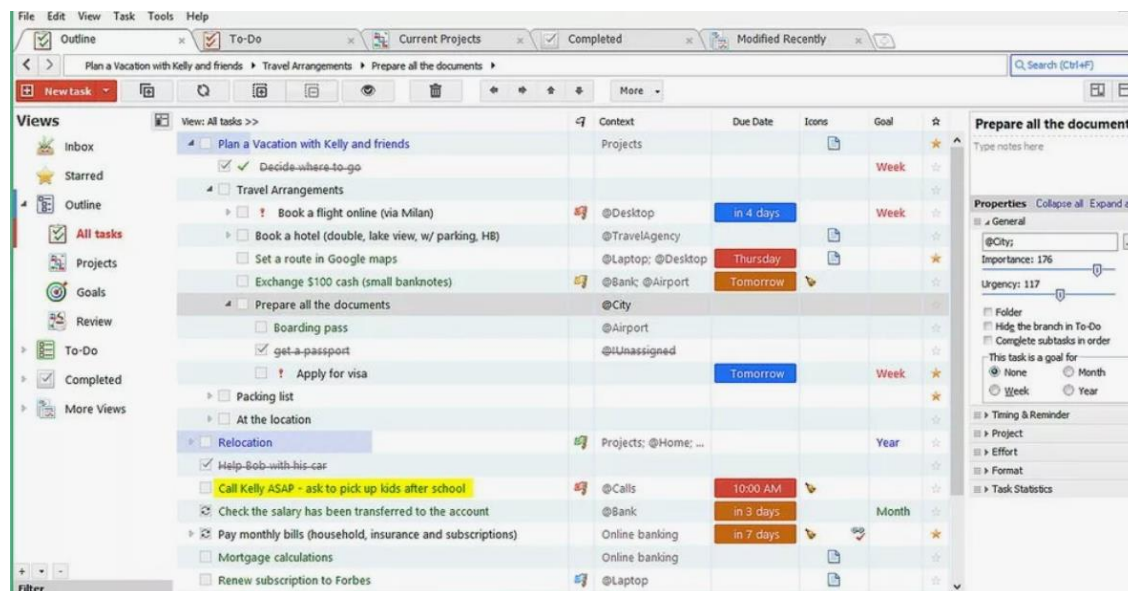 File Edit View Task Tools Help
Outline × To-Do × Current Projects × Completed × Modified Recently ×
Plan a Vacation with Kelly and friends Travel Arrangements Prepare all the documents Search (Ctrl+F)
New task More
Views View: All tasks >> Context Due Date Icons Goal
Inbox
Starred
Outline
All tasks
Projects
Goals
Review
To-Do
Completed
More Views
+ - 
Filter
Plan a Vacation with Kelly and friends Projects
Decide where to go Week
Travel Arrangements
! Book a flight online (via Milan) @Desktop in 4 days Week
Book a hotel (double, lake view, w/ parking, HB) @TravelAgency
Set a route in Google maps @Laptop; @Desktop Thursday
Exchange $100 cash (small banknotes) @Bank; @Airport Tomorrow
Prepare all the documents @City
Boarding pass @Airport
get a passport @!Unassigned
! Apply for visa Tomorrow Week
Packing list
At the location
Relocation Projects; @Home; ... Year
Help Bob with his car
Call Kelly ASAP - ask to pick up kids after school @Calls 10:00 AM
Check the salary has been transferred to the account @Bank in 3 days Month
Pay monthly bills (household, insurance and subscriptions) Online banking in 7 days
Mortgage calculations Online banking
Renew subscription to Forbes @Laptop
Prepare all the document
Type notes here
Properties Collapse all Expand a
General
@City;
Importance: 176
Urgency: 117
Folder
Hide the branch in To-Do
Complete subtasks in order
This task is a goal for
None Month
Week Year
Timing & Reminder
Project
Effort
Format
Task Statistics